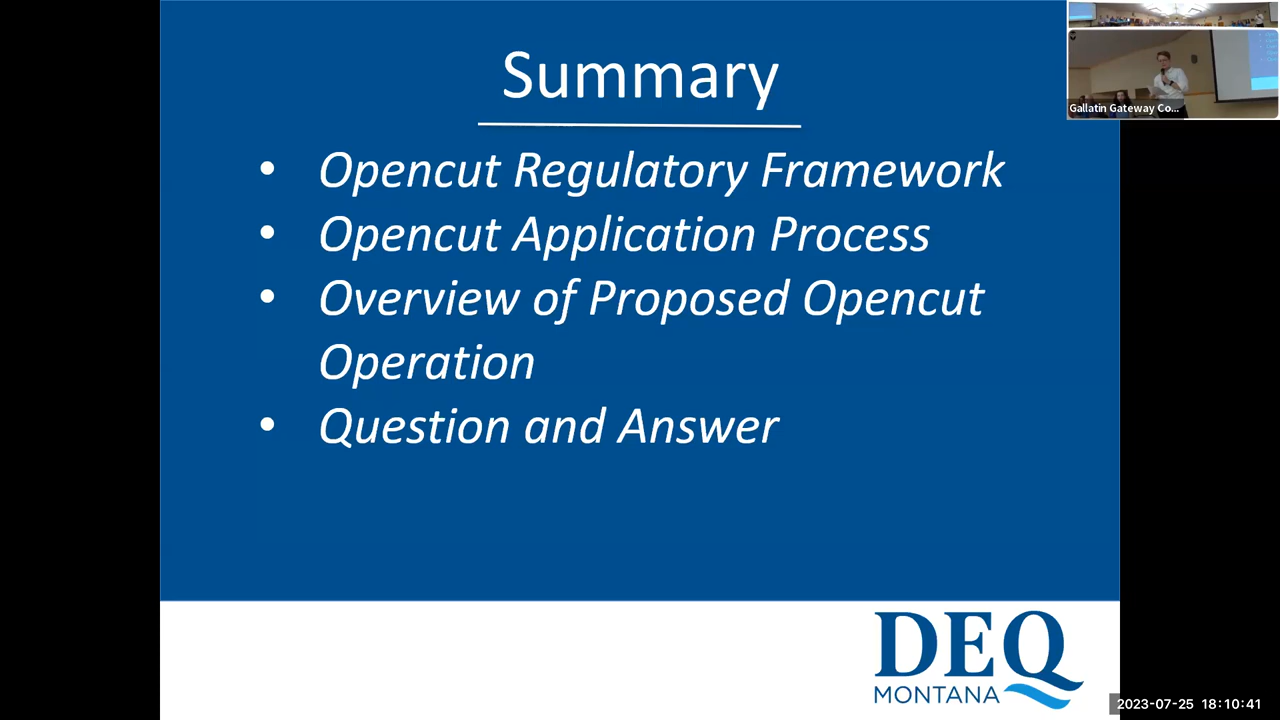 Summary
• Opencut Regulatory Framework
• Opencut Application Process
• Overview of Proposed Opencut
Operation
• Question and Answer
Gallatin Gateway Co...
DEQ
MONTANA
2023-07-25 18:10:41